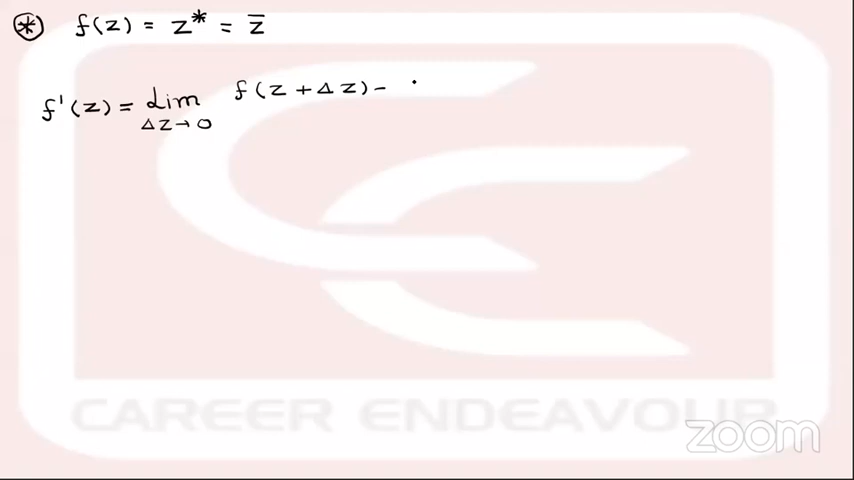 * f(z) = z* = z̅
f'(z) = Lim f(z + Δz) -
Δz→0
CAREER ENDEAVOUR
zoom